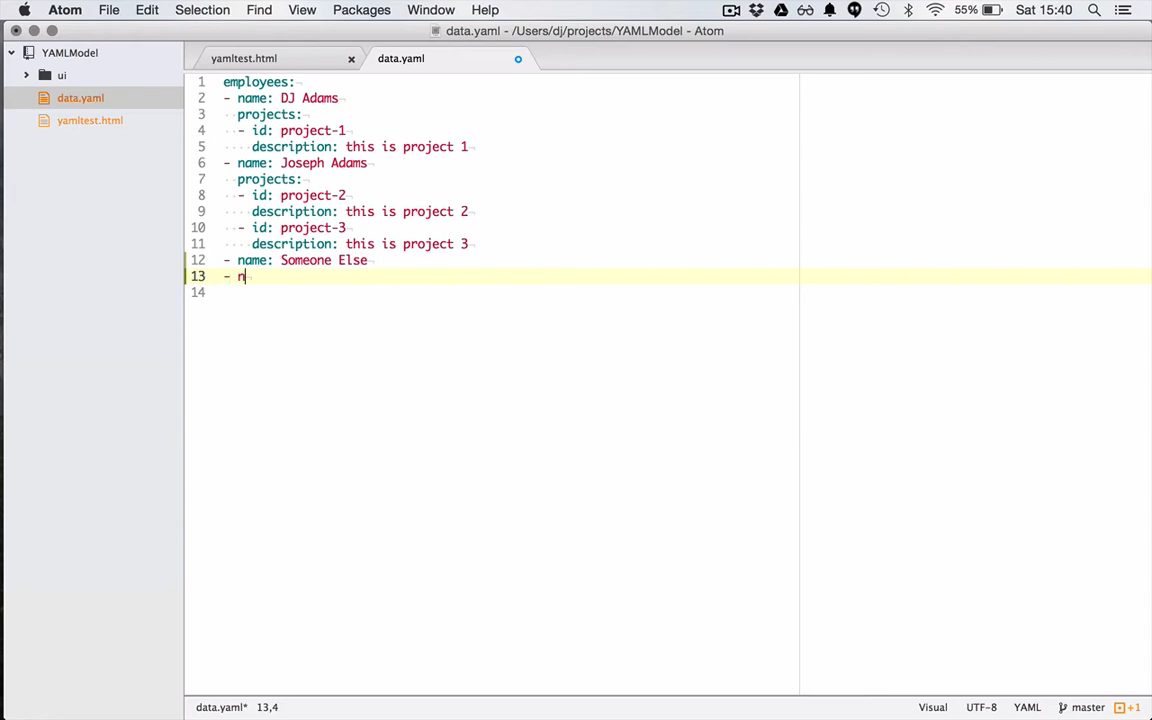 Atom File Edit Selection Find View Packages Window Help 55% Sat 15:40
data.yaml - /Users/dj/projects/YAMLModel - Atom
YAMLModel
ui
data.yaml
yamltest.html
yamltest.html data.yaml
1 employees:
2 - name: DJ Adams
3 projects:
4 - id: project-1
5 description: this is project 1
6 - name: Joseph Adams
7 projects:
8 - id: project-2
9 description: this is project 2
10 - id: project-3
11 description: this is project 3
12 - name: Someone Else
13 - n
14
data.yaml* 13,4 Visual UTF-8 YAML master +1